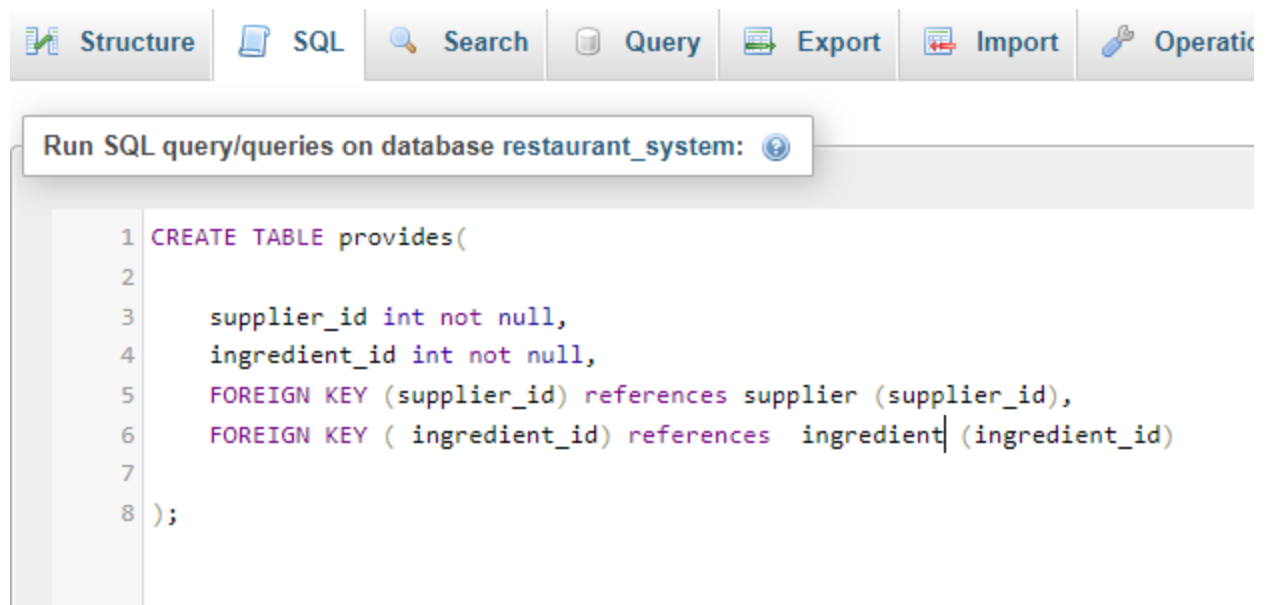 Structure SQL Search Query Export Import Operatio
Run SQL query/queries on database restaurant_system:
1 CREATE TABLE provides(
2
3 supplier_id int not null,
4 ingredient_id int not null,
5 FOREIGN KEY (supplier_id) references supplier (supplier_id),
6 FOREIGN KEY ( ingredient_id) references  ingredient (ingredient_id)
7
8 );